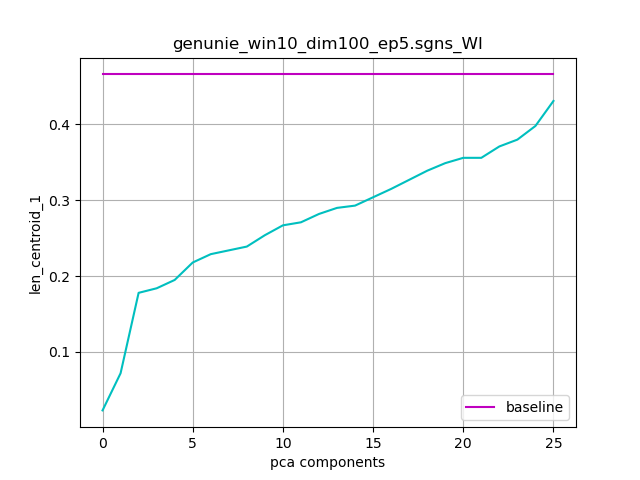 genunie_win10_dim100_ep5.sgns_WI
len_centroid_1
0.4
0.3
0.2
0.1
baseline
0 5 10 15 20 25
pca components